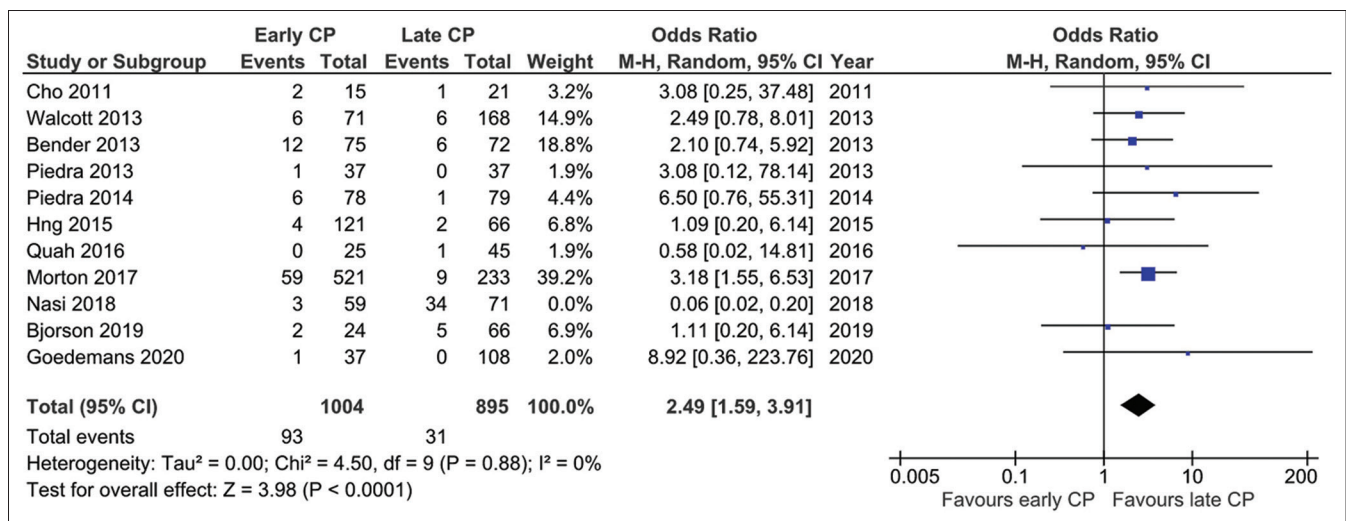 Early CP Late CP Odds Ratio Odds Ratio
Study or Subgroup Events Total Events Total Weight M-H, Random, 95% CI Year M-H, Random, 95% CI
Cho 2011 2 15 1 21 3.2% 3.08 [0.25, 37.48] 2011
Walcott 2013 6 71 6 168 14.9% 2.49 [0.78, 8.01] 2013
Bender 2013 12 75 6 72 18.8% 2.10 [0.74, 5.92] 2013
Piedra 2013 1 37 0 37 1.9% 3.08 [0.12, 78.14] 2013
Piedra 2014 6 78 1 79 4.4% 6.50 [0.76, 55.31] 2014
Hng 2015 4 121 2 66 6.8% 1.09 [0.20, 6.14] 2015
Quah 2016 0 25 1 45 1.9% 0.58 [0.02, 14.81] 2016
Morton 2017 59 521 9 233 39.2% 3.18 [1.55, 6.53] 2017
Nasi 2018 3 59 34 71 0.0% 0.06 [0.02, 0.20] 2018
Bjorson 2019 2 24 5 66 6.9% 1.11 [0.20, 6.14] 2019
Goedemans 2020 1 37 0 108 2.0% 8.92 [0.36, 223.76] 2020
Total (95% CI) 1004 895 100.0% 2.49 [1.59, 3.91]
Total events 93 31
Heterogeneity: Tau² = 0.00; Chi² = 4.50, df = 9 (P = 0.88); I² = 0%
Test for overall effect: Z = 3.98 (P < 0.0001)
0.005 0.1 1 10 200
Favours early CP Favours late CP